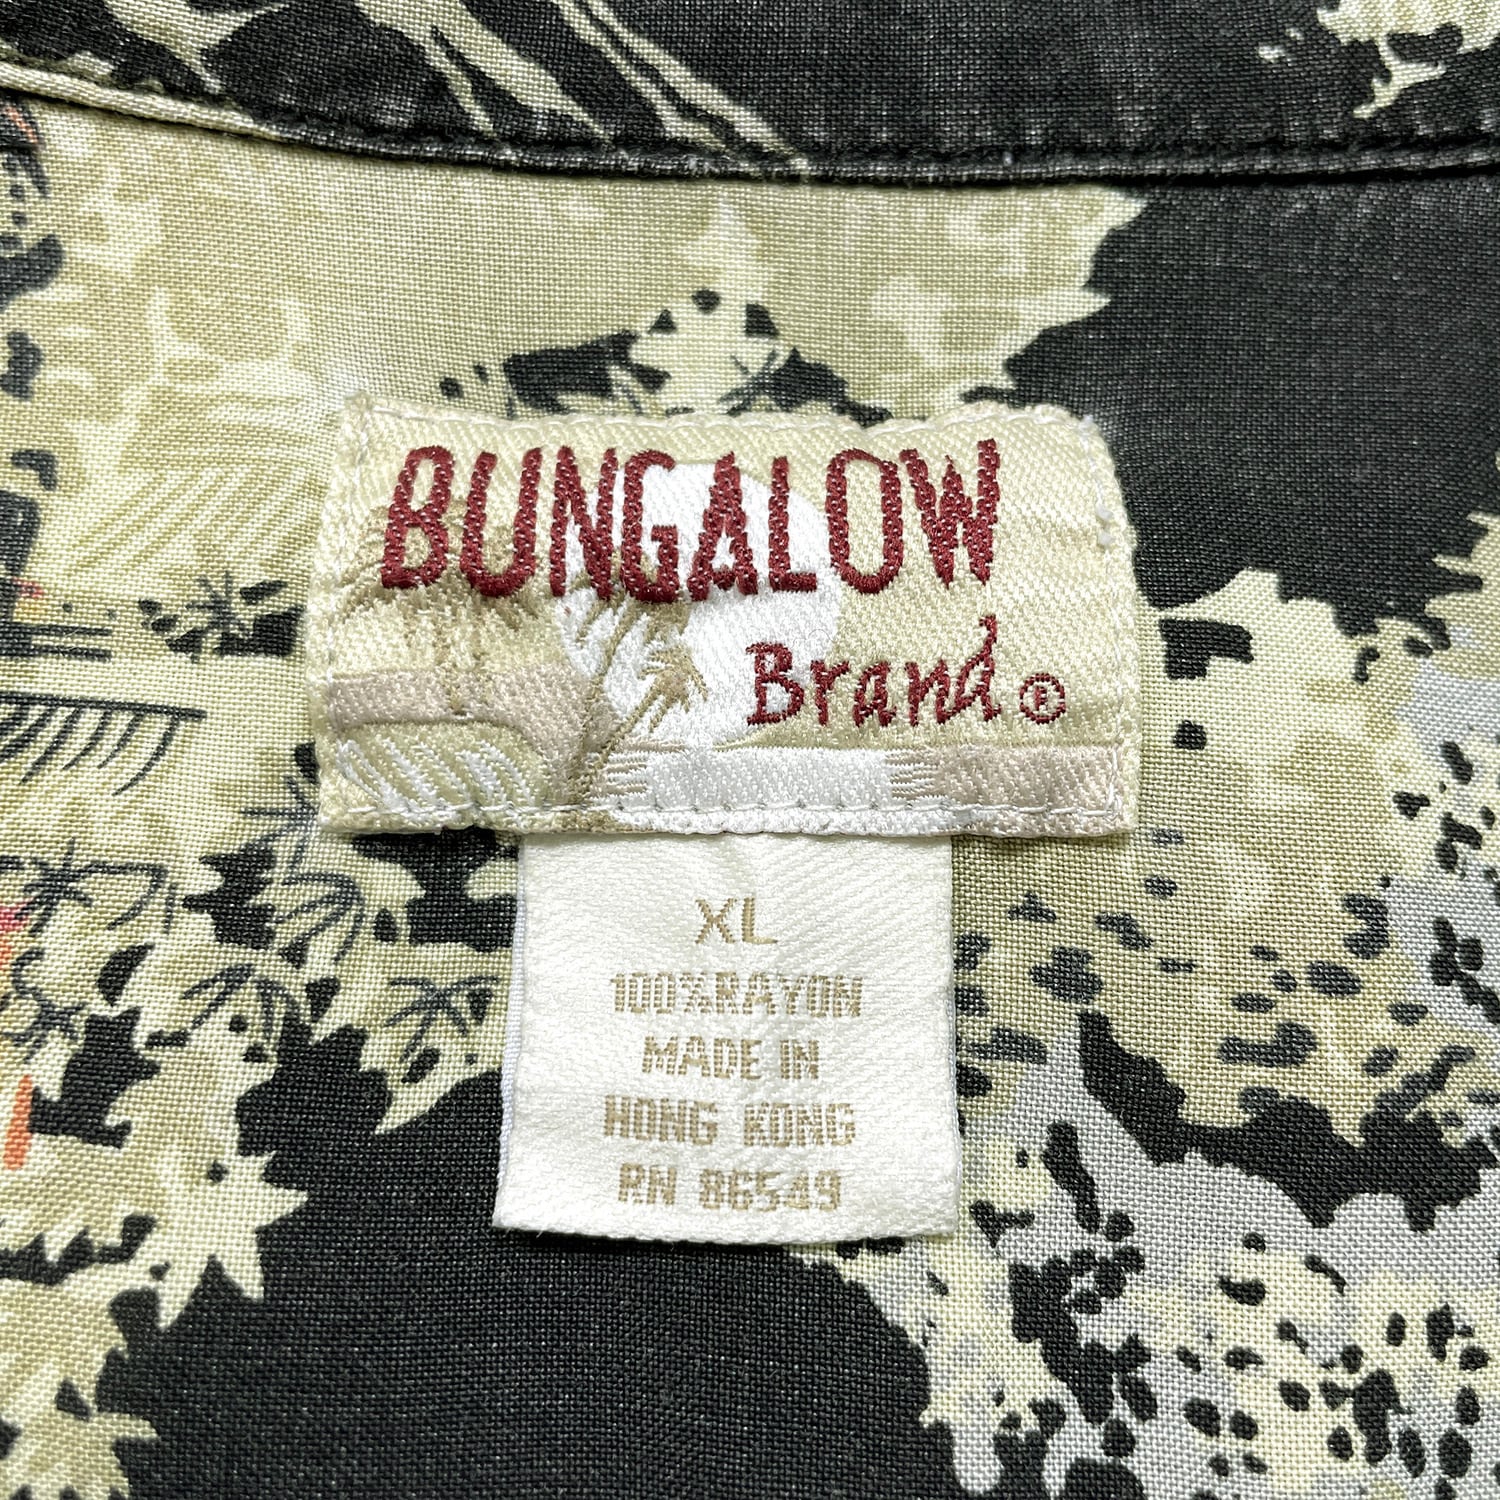 BUNGALOW
Brand®
XL
100%RAYON
MADE IN
HONG KONG
RN 86549